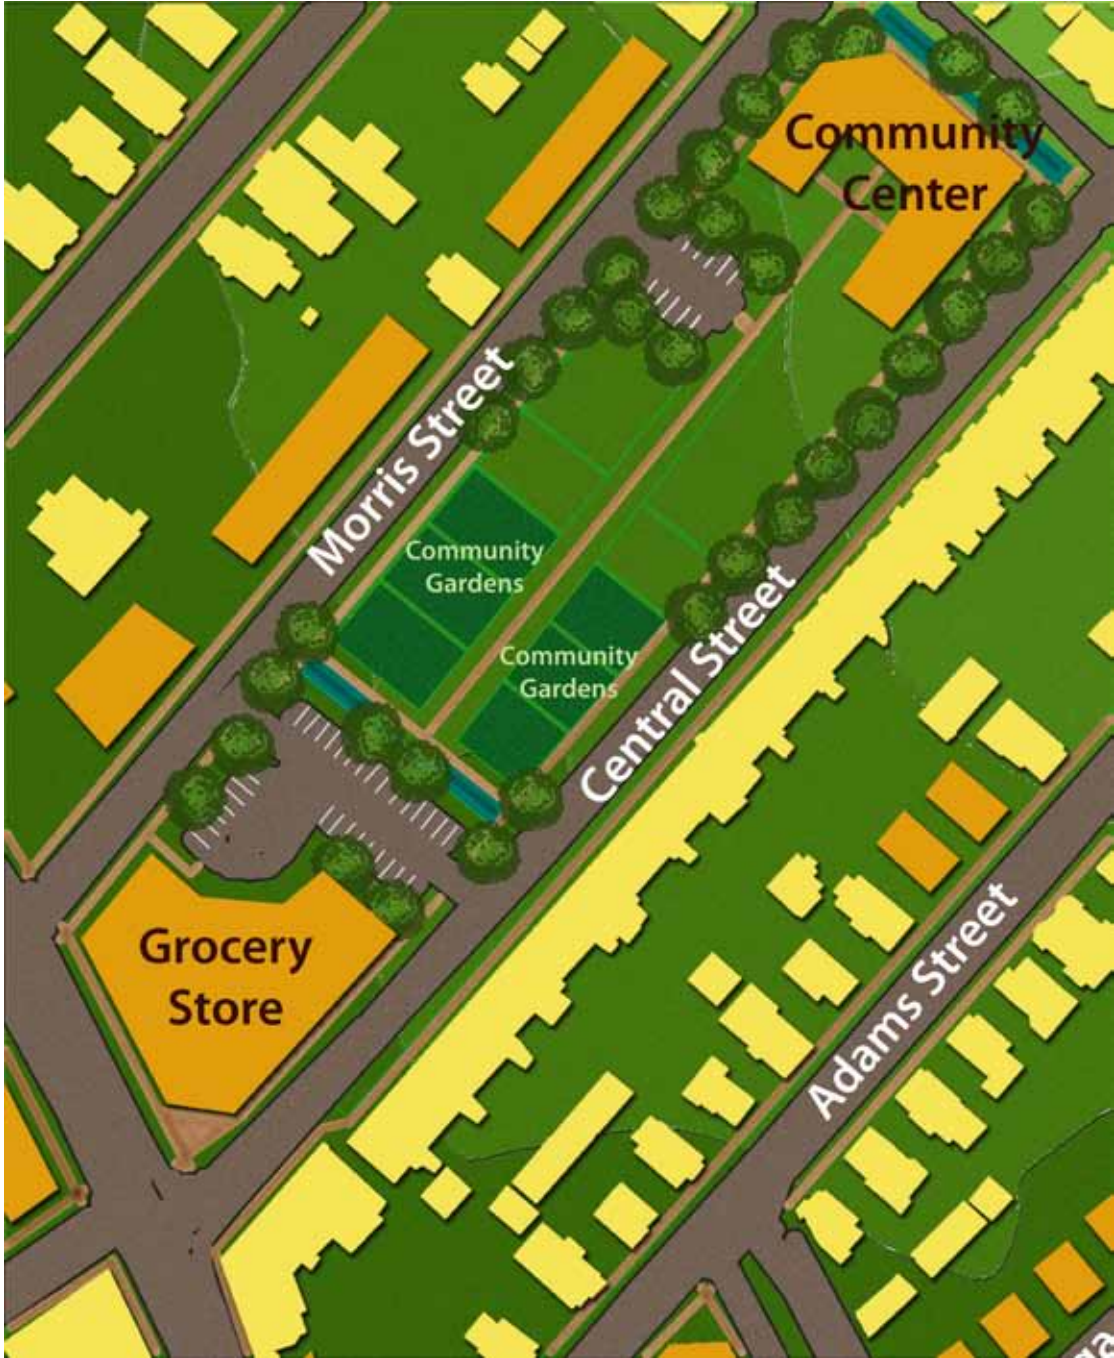 Community
Center
Morris Street
Community
Gardens
Community
Gardens
Central Street
Grocery
Store
Adams Street